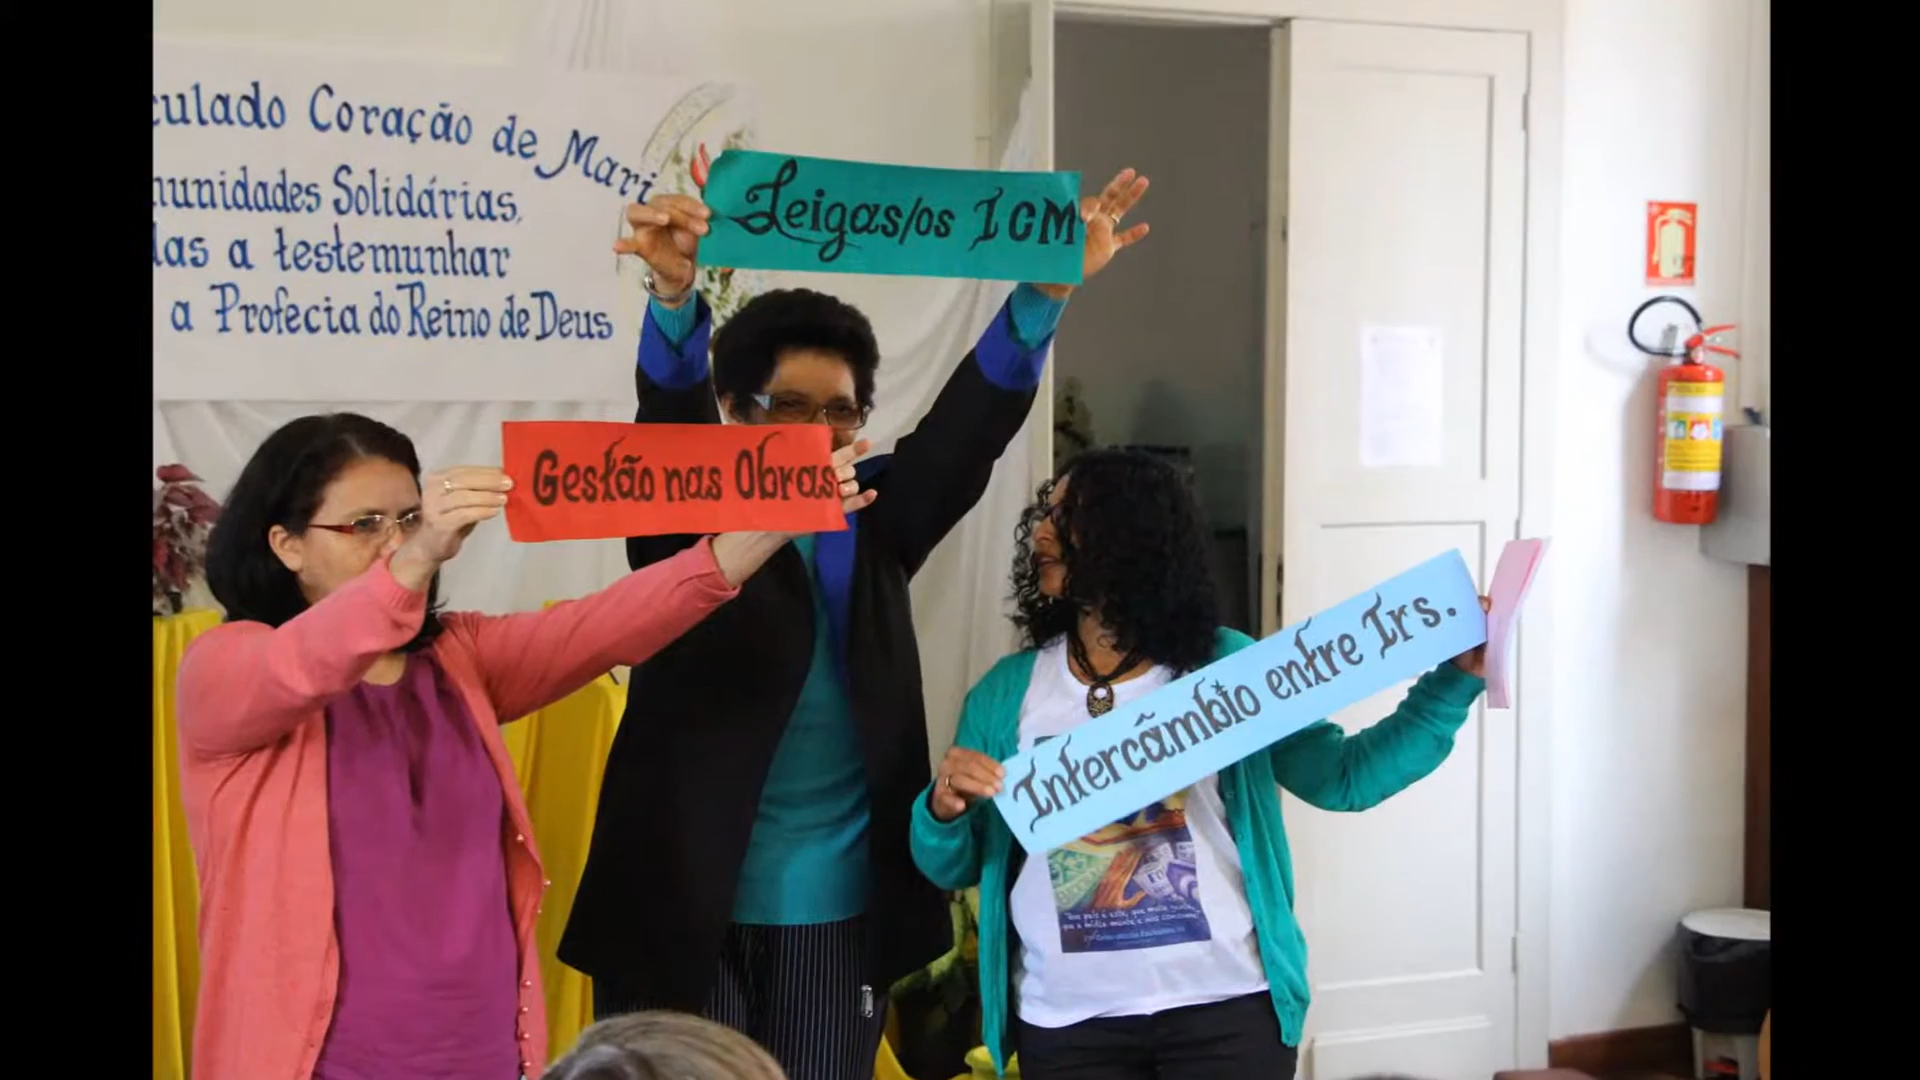 culado Coração de Mari
munidades Solidárias,
das a testemunhar
a Profecia do Reino de Deus
Leigas/os ICM
Gestão nas Obras
Intercâmbio entre Irs.